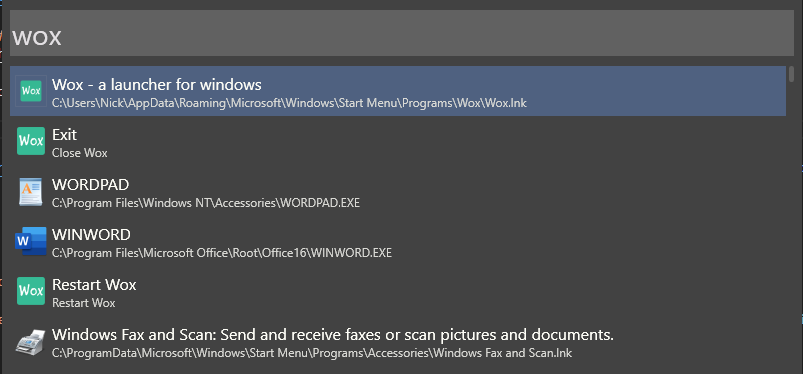 wox
Wox - a launcher for windows
C:\Users\Nick\AppData\Roaming\Microsoft\Windows\Start Menu\Programs\Wox\Wox.lnk
Wox
Exit
Close Wox
Wox
WORDPAD
C:\Program Files\Windows NT\Accessories\WORDPAD.EXE
WINWORD
C:\Program Files\Microsoft Office\Root\Office16\WINWORD.EXE
W
Restart Wox
Restart Wox
Wox
Windows Fax and Scan: Send and receive faxes or scan pictures and documents.
C:\ProgramData\Microsoft\Windows\Start Menu\Programs\Accessories\Windows Fax and Scan.lnk